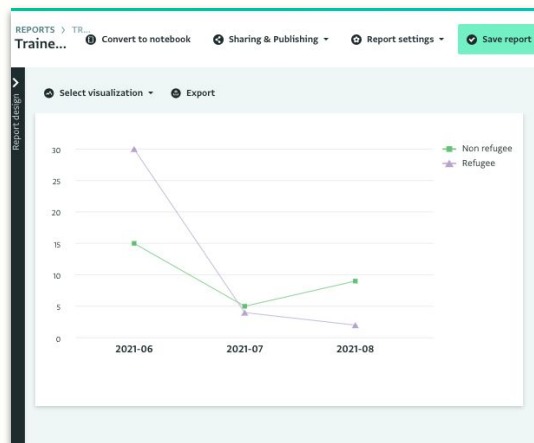 REPORTS > TR...
Traine...
Convert to notebook
Sharing & Publishing
Report settings
Save report
Report design
Select visualization
Export
30
25
20
15
10
5
0
2021-06
2021-07
2021-08
Non refugee
Refugee